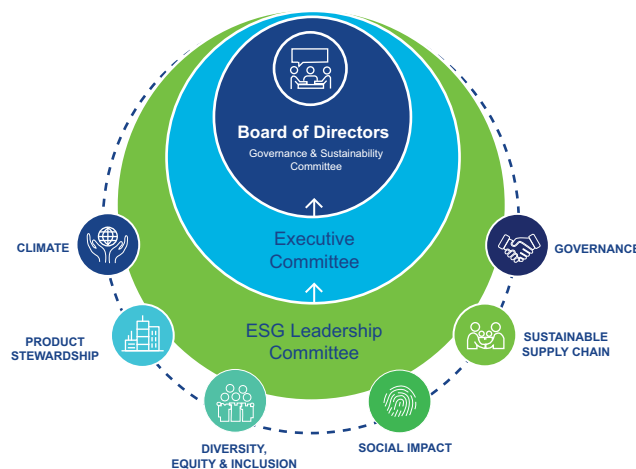 Board of Directors
Governance & Sustainability
Committee
Executive
Committee
ESG Leadership
Committee
CLIMATE
PRODUCT
STEWARDSHIP
DIVERSITY,
EQUITY & INCLUSION
SOCIAL IMPACT
SUSTAINABLE
SUPPLY CHAIN
GOVERNANCE